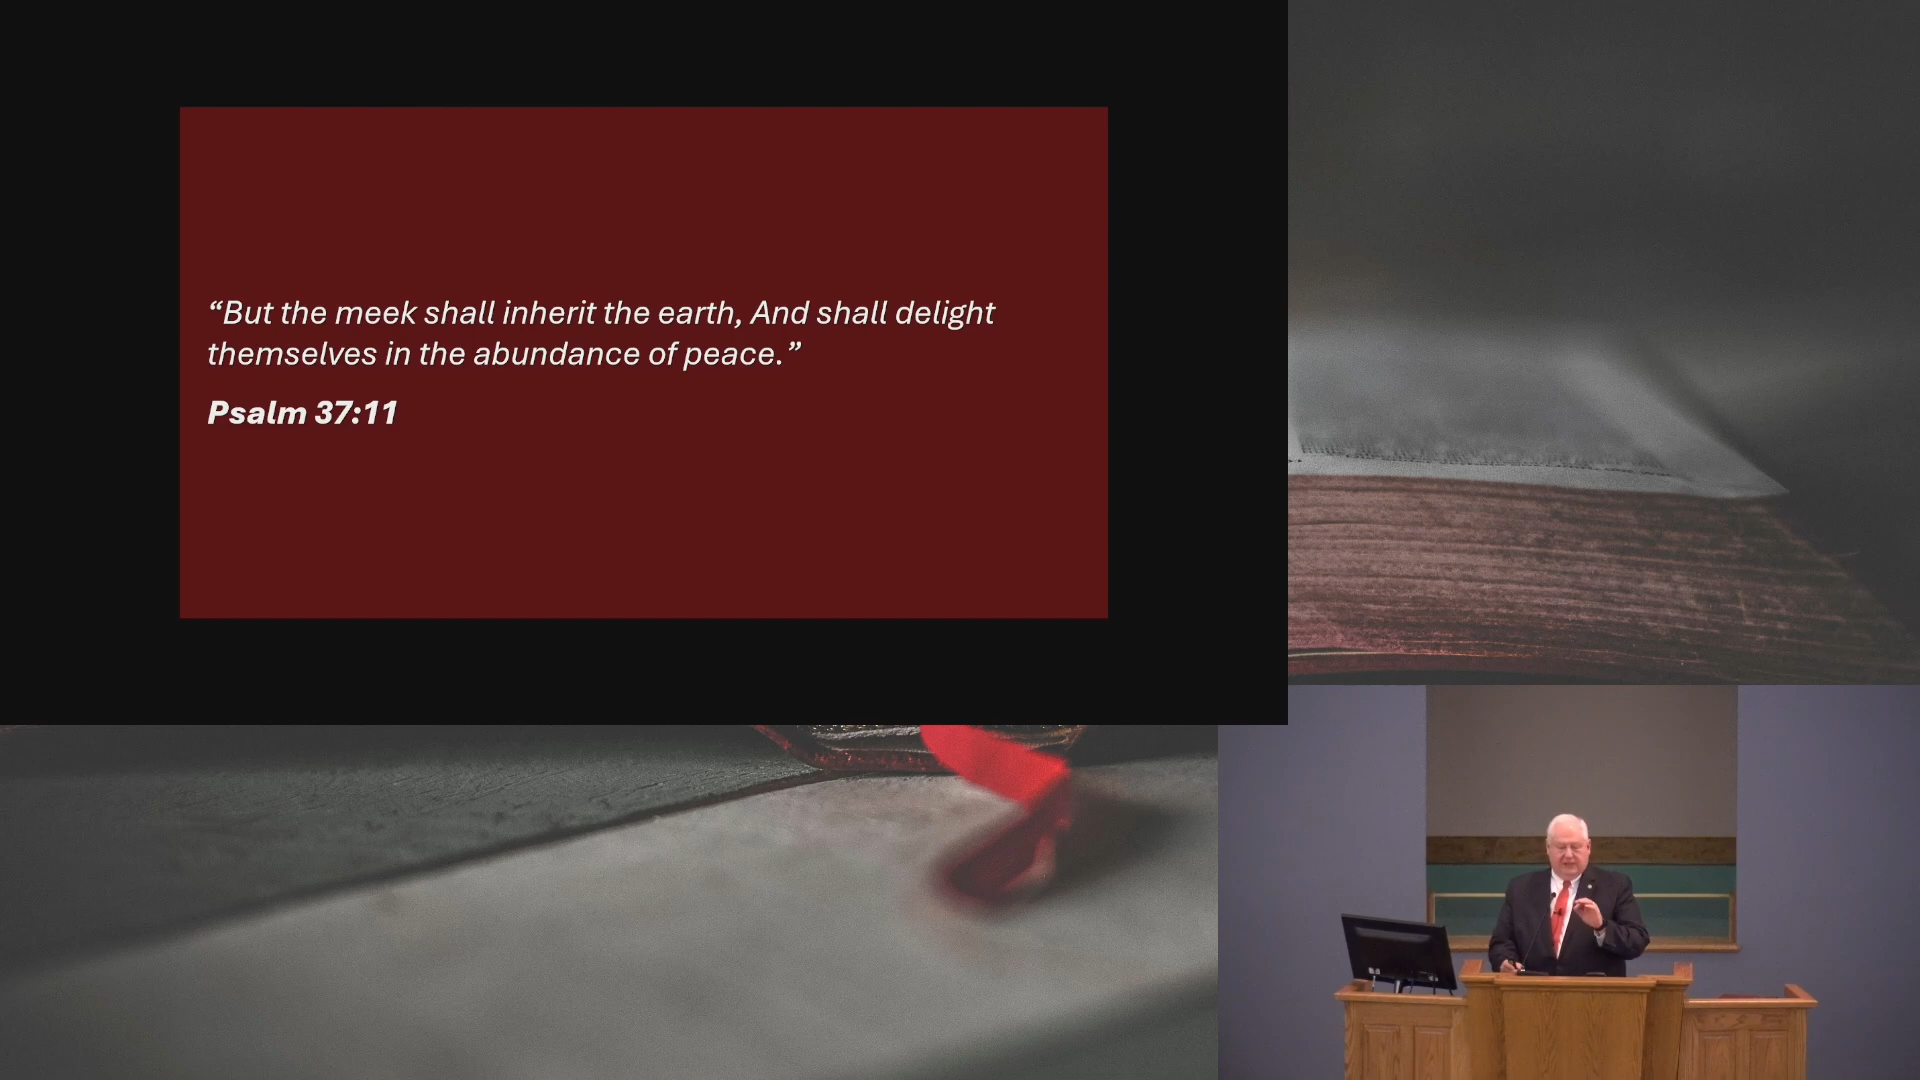 “But the meek shall inherit the earth, And shall delight
themselves in the abundance of peace.”
Psalm 37:11